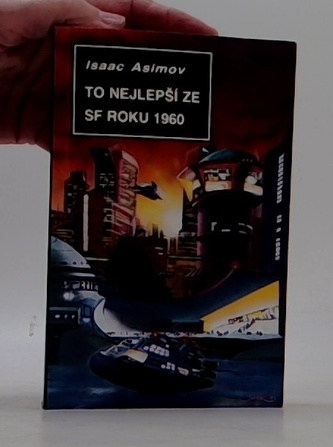 Isaac Asimov
TO NEJLEPŠÍ ZE
SF ROKU 1960